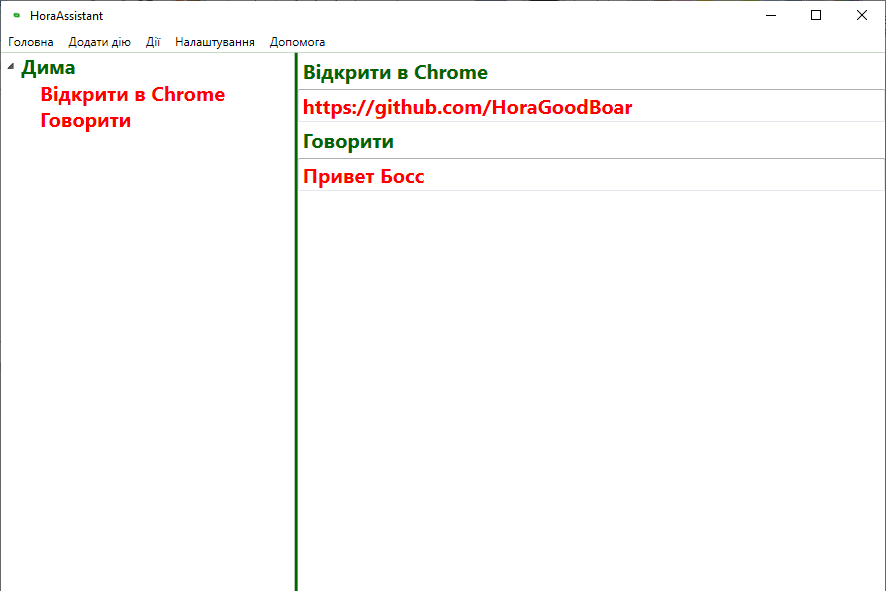 HoraAssistant
Головна Додати дію Дії Налаштування Допомога
Дима
Відкрити в Chrome
Говорити
Відкрити в Chrome
https://github.com/HoraGoodBoar
Говорити
Привет Босс